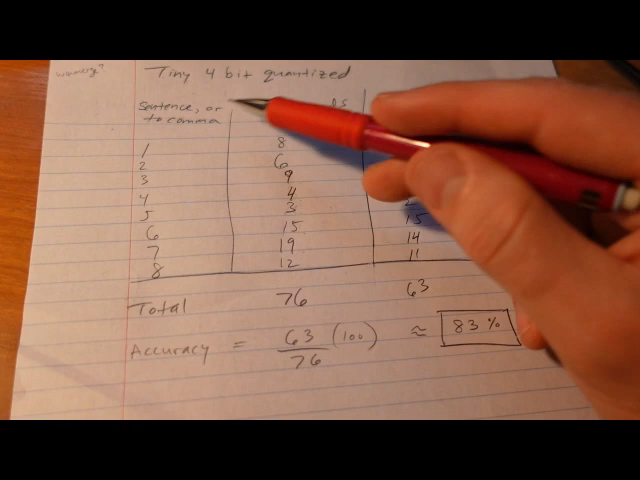 Tiny 4 bit quantized
Sentence, or
to comma
1 8
2 6
3 9
4 4
5 3 15
6 15 14
7 19 11
8 12
Total 76 63
Accuracy = 63/76 (100) ≈ 83 %